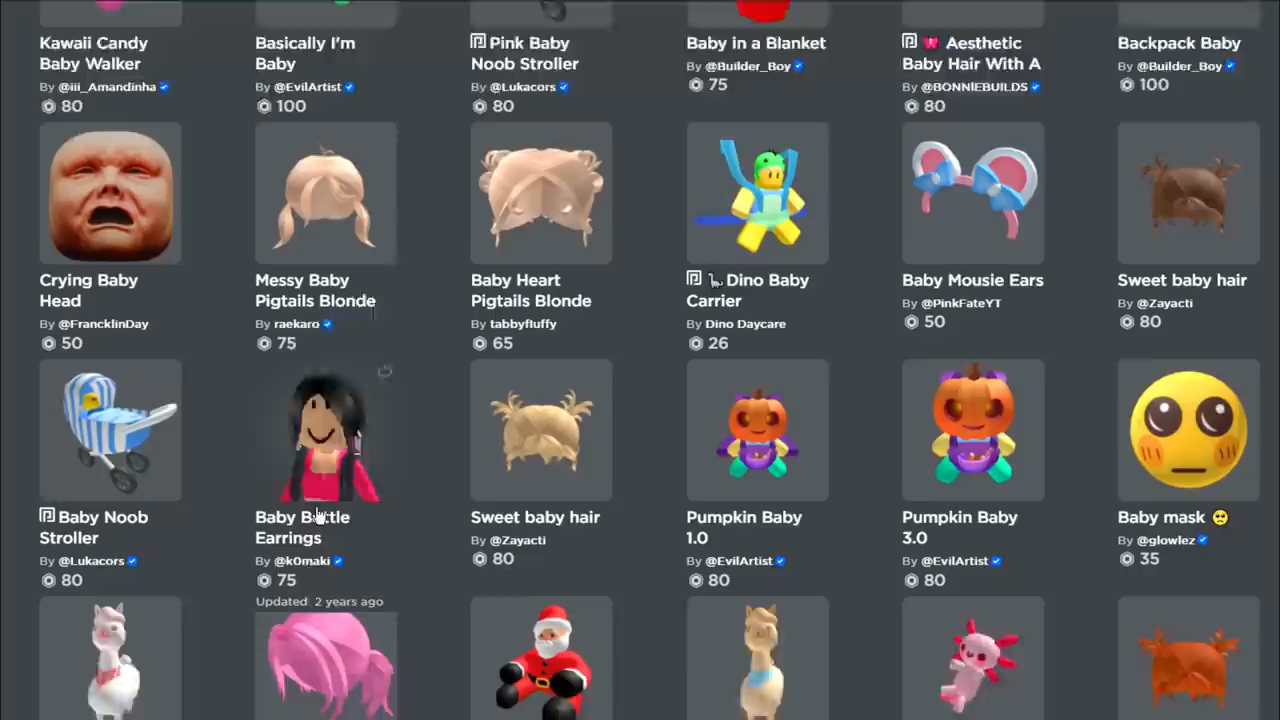 Kawaii Candy
Baby Walker
By @iii_Amandinha
80
Basically I'm
Baby
By @EvilArtist
100
Pink Baby
Noob Stroller
By @Lukacors
80
Baby in a Blanket
By @Builder_Boy
75
Aesthetic
Baby Hair With A
By @BONNIEBUILDS
80
Backpack Baby
By @Builder_Boy
100
Crying Baby
Head
By @FrancklinDay
50
Messy Baby
Pigtails Blonde
By raekaro
75
Baby Heart
Pigtails Blonde
By tabbyfluffy
65
🦕Dino Baby
Carrier
By Dino Daycare
26
Baby Mousie Ears
By @PinkFateYT
50
Sweet baby hair
By @Zayacti
80
Baby Noob
Stroller
By @Lukacors
80
Baby Bottle
Earrings
By @k0maki
75
Updated 2 years ago
Sweet baby hair
By @Zayacti
80
Pumpkin Baby
1.0
By @EvilArtist
80
Pumpkin Baby
3.0
By @EvilArtist
80
Baby mask 🥺
By @glowlez
35